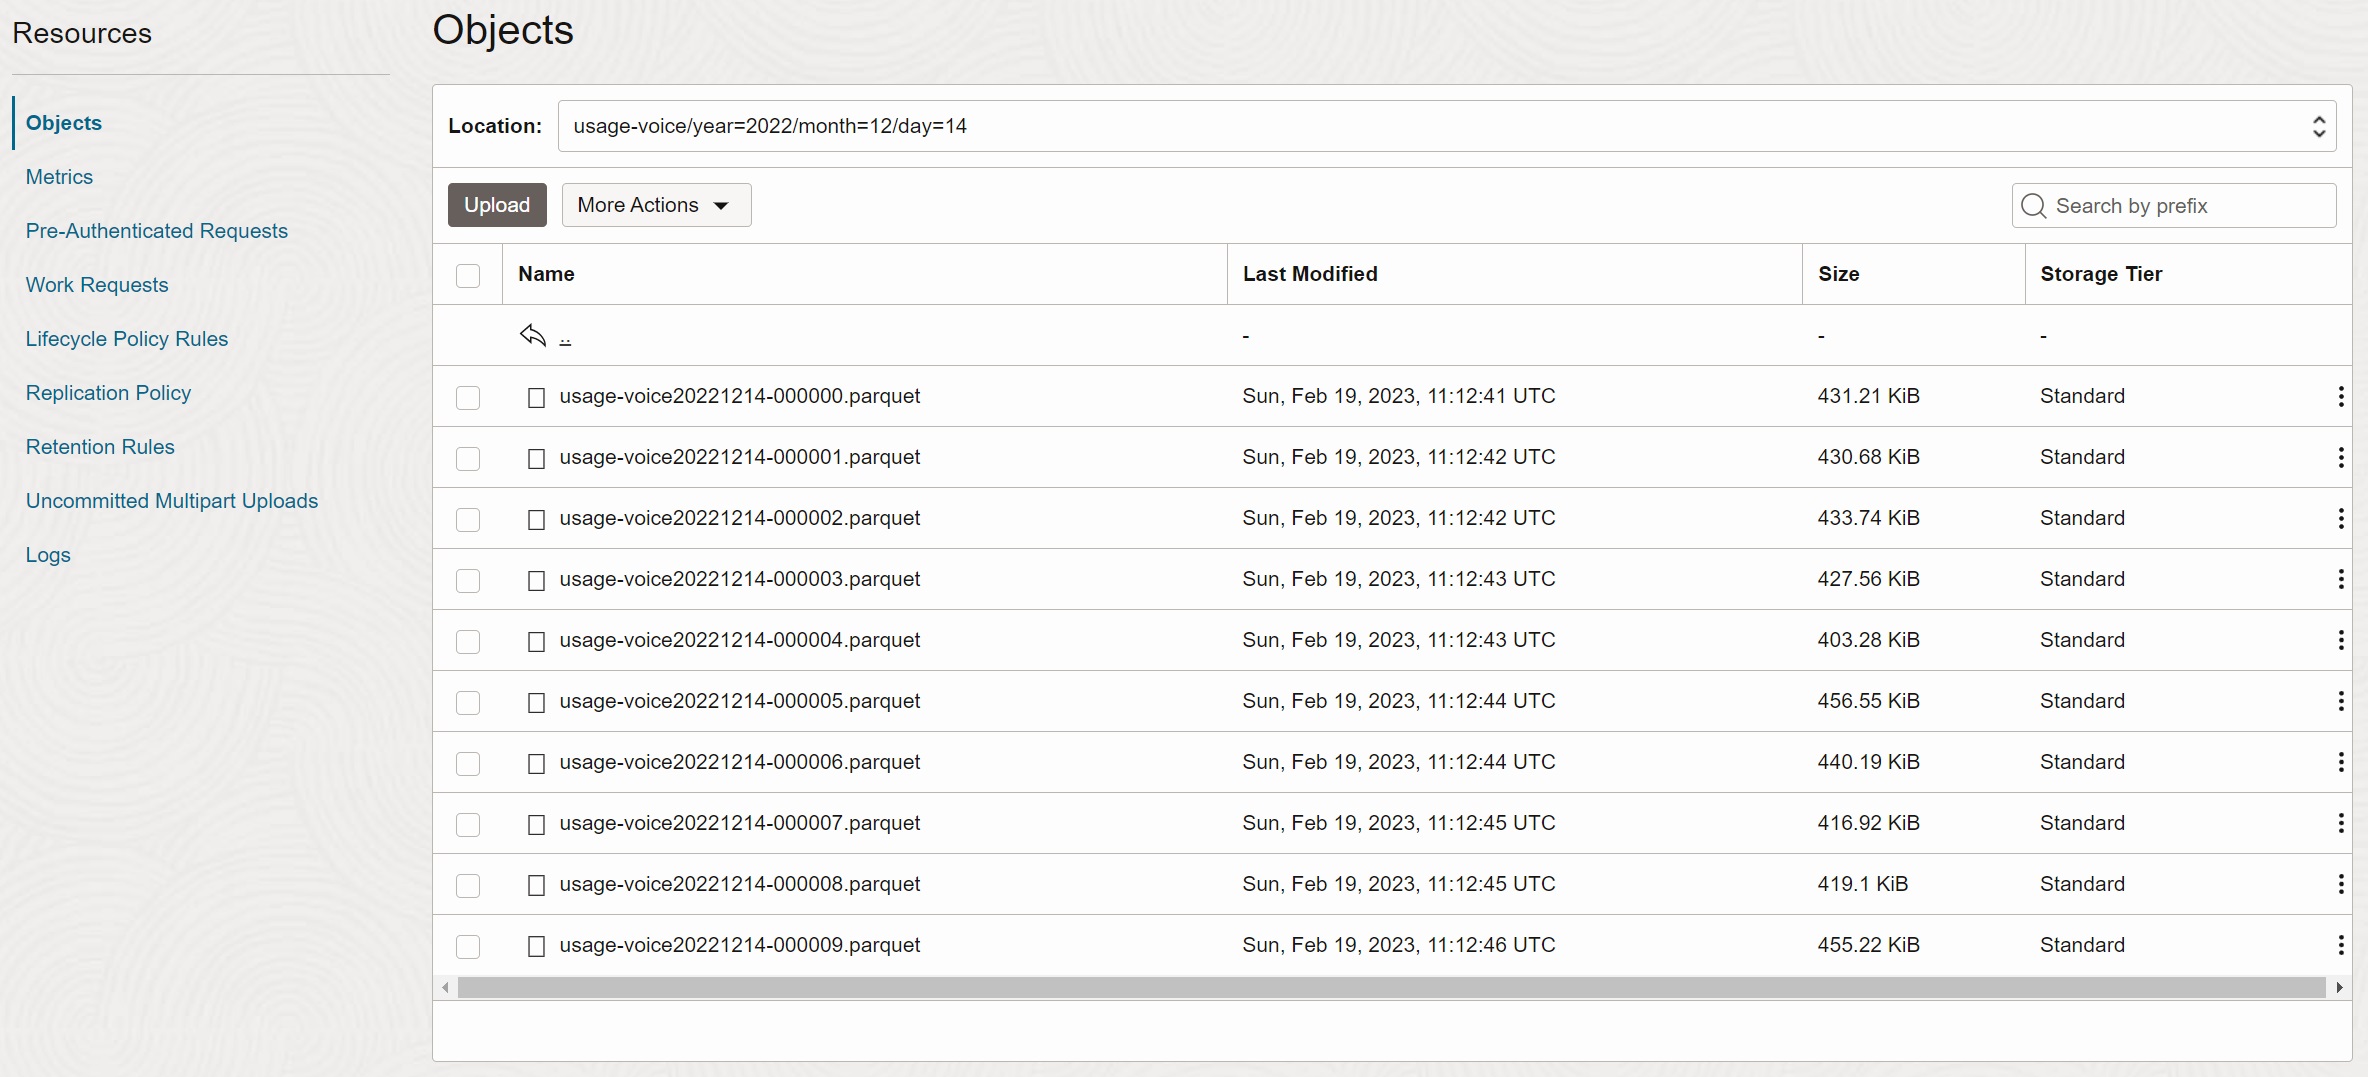 Resources
Objects
Metrics
Pre-Authenticated Requests
Work Requests
Lifecycle Policy Rules
Replication Policy
Retention Rules
Uncommitted Multipart Uploads
Logs
Objects
Location: usage-voice/year=2022/month=12/day=14
Upload More Actions Search by prefix
Name Last Modified Size Storage Tier
.. - - -
usage-voice20221214-000000.parquet Sun, Feb 19, 2023, 11:12:41 UTC 431.21 KiB Standard
usage-voice20221214-000001.parquet Sun, Feb 19, 2023, 11:12:42 UTC 430.68 KiB Standard
usage-voice20221214-000002.parquet Sun, Feb 19, 2023, 11:12:42 UTC 433.74 KiB Standard
usage-voice20221214-000003.parquet Sun, Feb 19, 2023, 11:12:43 UTC 427.56 KiB Standard
usage-voice20221214-000004.parquet Sun, Feb 19, 2023, 11:12:43 UTC 403.28 KiB Standard
usage-voice20221214-000005.parquet Sun, Feb 19, 2023, 11:12:44 UTC 456.55 KiB Standard
usage-voice20221214-000006.parquet Sun, Feb 19, 2023, 11:12:44 UTC 440.19 KiB Standard
usage-voice20221214-000007.parquet Sun, Feb 19, 2023, 11:12:45 UTC 416.92 KiB Standard
usage-voice20221214-000008.parquet Sun, Feb 19, 2023, 11:12:45 UTC 419.1 KiB Standard
usage-voice20221214-000009.parquet Sun, Feb 19, 2023, 11:12:46 UTC 455.22 KiB Standard